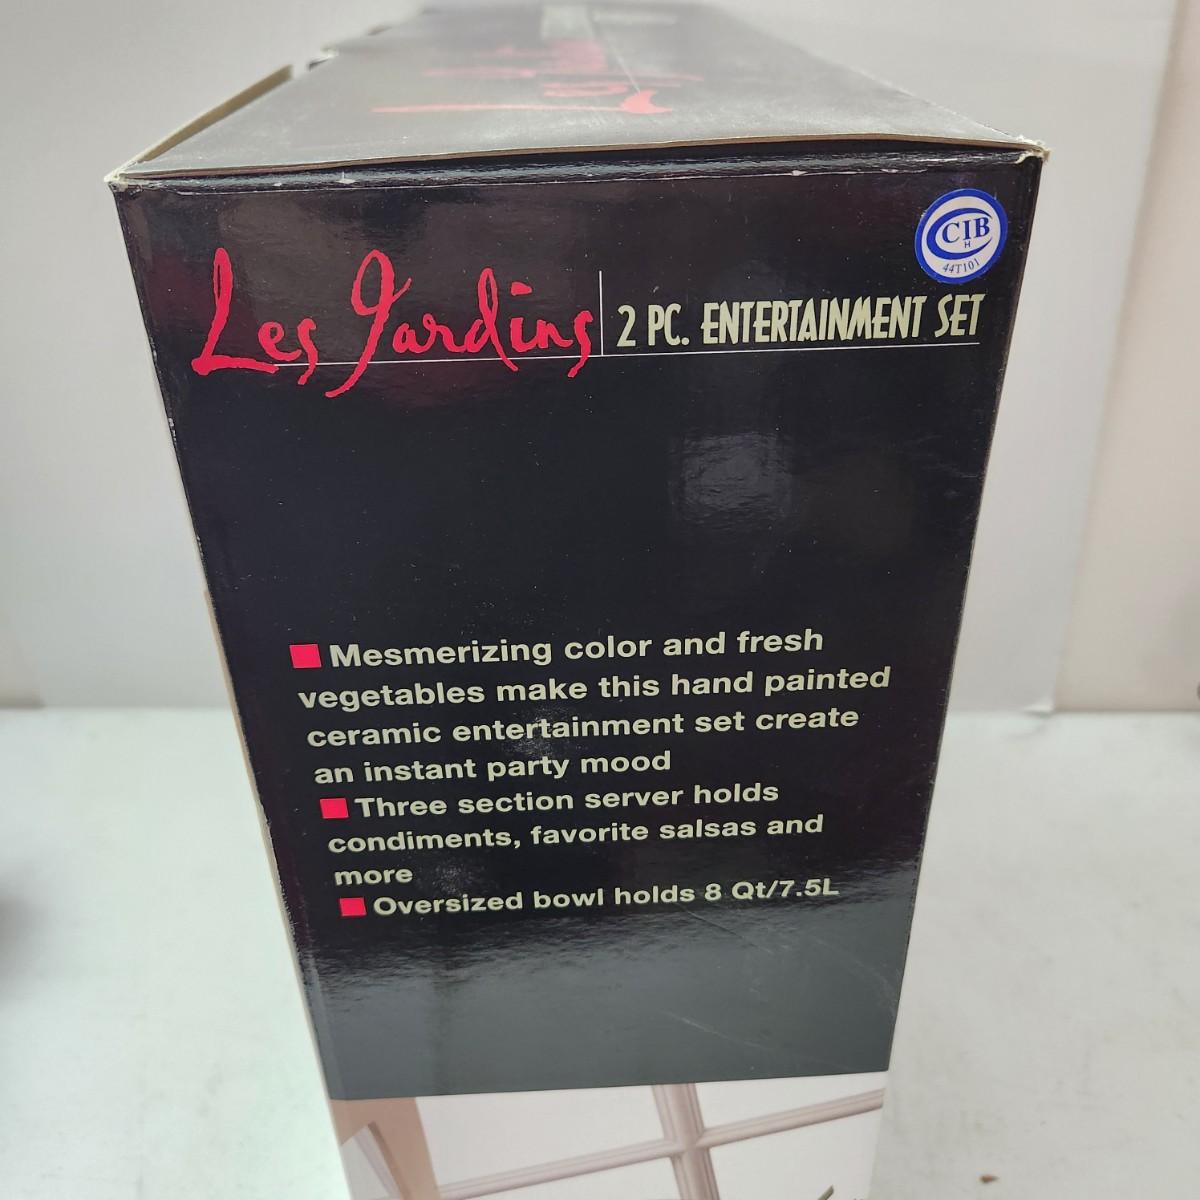 CIB
H
44T101
Les Jardins 2 PC. ENTERTAINMENT SET
Mesmerizing color and fresh
vegetables make this hand painted
ceramic entertainment set create
an instant party mood
Three section server holds
condiments, favorite salsas and
more
Oversized bowl holds 8 Qt/7.5L